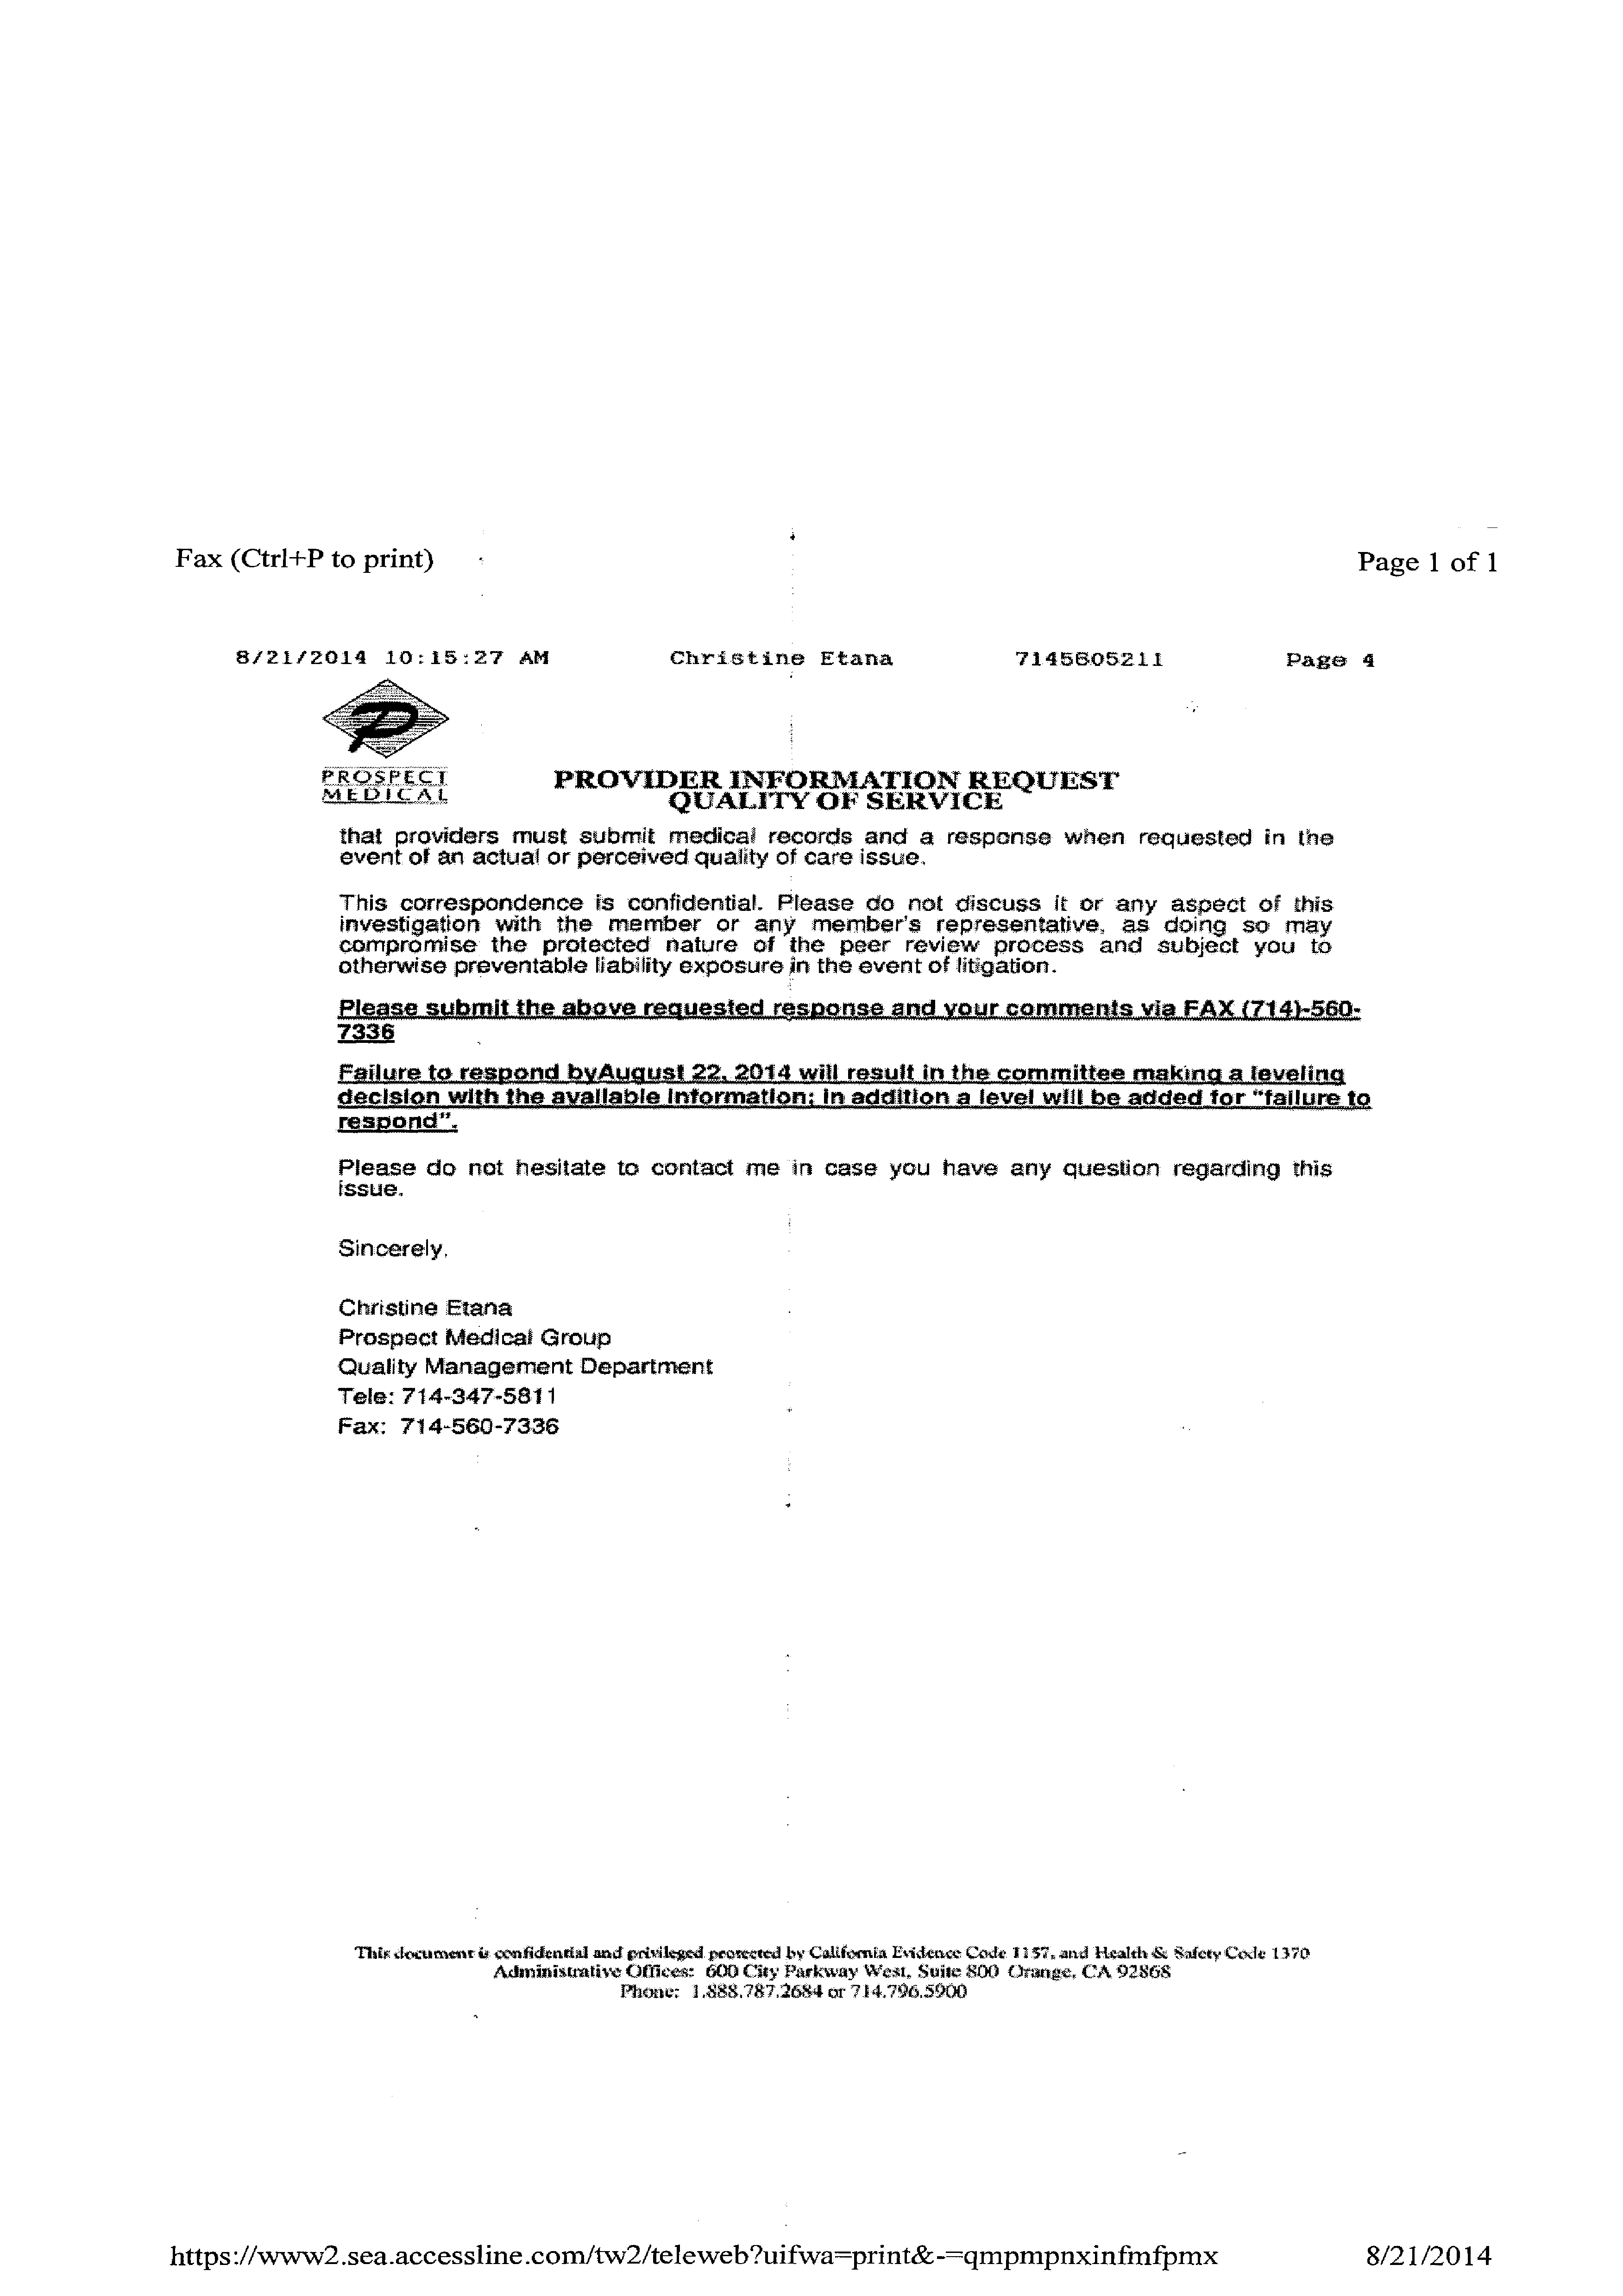 Fax (Ctrl+P to print)
Page 1 of 1
8/21/2014 10:15:27 AM Christine Etana 7145605211 Page 4
PROSPECT
MEDICAL
PROVIDER INFORMATION REQUEST
QUALITY OF SERVICE
that providers must submit medical records and a response when requested in the
event of an actual or perceived quality of care issue.
This correspondence is confidential. Please do not discuss it or any aspect of this
investigation with the member or any member's representative, as doing so may
compromise the protected nature of the peer review process and subject you to
otherwise preventable liability exposure in the event of litigation.
Please submit the above requested response and your comments via FAX (714)-560-
7336
Failure to respond byAugust 22, 2014 will result in the committee making a leveling
decision with the available information; in addition a level will be added for "failure to
respond".
Please do not hesitate to contact me in case you have any question regarding this
issue.
Sincerely,
Christine Etana
Prospect Medical Group
Quality Management Department
Tele: 714-347-5811
Fax: 714-560-7336
This document is confidential and privileged protected by California Evidence Code 1157, and Health & Safety Code 1370
Administrative Offices: 600 City Parkway West, Suite 800 Orange, CA 92868
Phone: 1.888.787.2684 or 714.796.5900
https://www2.sea.accessline.com/tw2/teleweb?uifwa=print&-=qmpmpnxinfmfpmx
8/21/2014